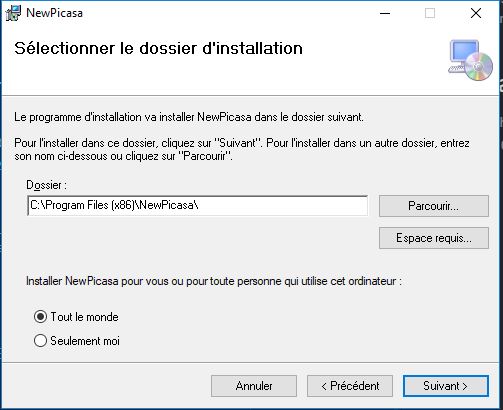 NewPicasa
Sélectionner le dossier d'installation
Le programme d'installation va installer NewPicasa dans le dossier suivant.
Pour l'installer dans ce dossier, cliquez sur "Suivant". Pour l'installer dans un autre dossier, entrez
son nom ci-dessous ou cliquez sur "Parcourir".
Dossier :
C:\Program Files (x86)\NewPicasa\
Parcourir...
Espace requis...
Installer NewPicasa pour vous ou pour toute personne qui utilise cet ordinateur :
Tout le monde
Seulement moi
Annuler
< Précédent
Suivant >